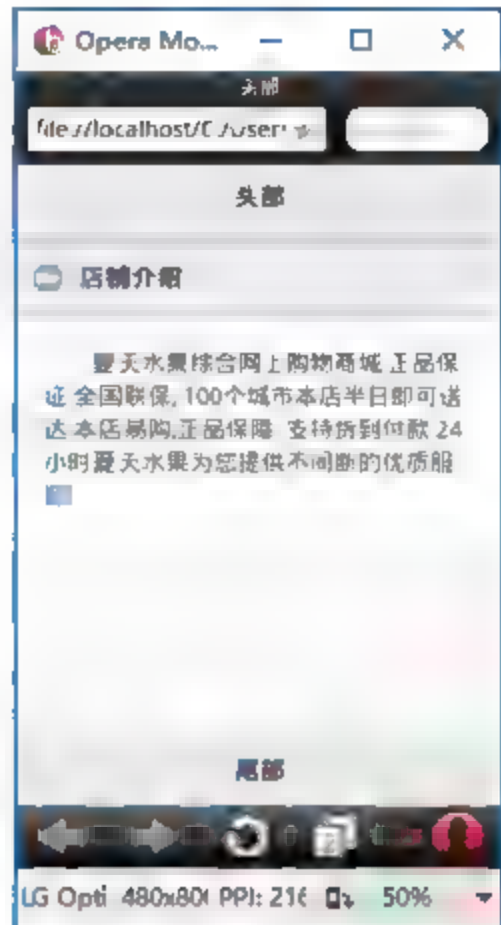 Opera Mo...
头部
file://localhost/C:/user
头部
店铺介绍
夏天水果综合网上购物商城 正品保
证 全国联保, 100个城市本店半日即可送
达 本店易购,正品保障 支持货到付款 24
小时夏天水果为您提供不间断的优质服
尾部
LG Opti 480x80 PPI: 216 50%